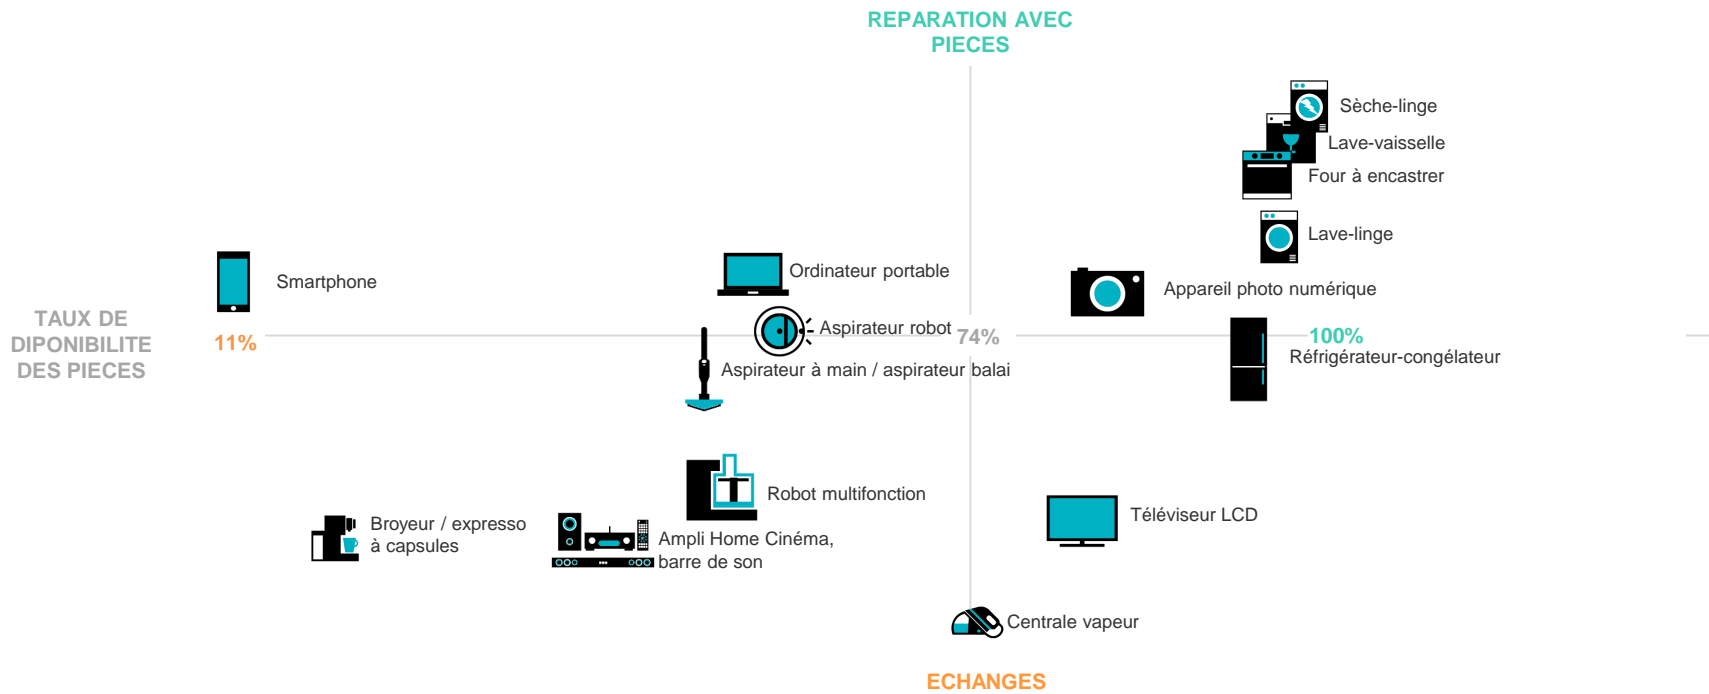 REPARATION AVEC
PIECES
Sèche-linge
Lave-vaisselle
Four à encastrer
Lave-linge
Smartphone
Ordinateur portable
Appareil photo numérique
TAUX DE
DIPONIBILITE
DES PIECES
11%
Aspirateur robot
74%
100%
Réfrigérateur-congélateur
Aspirateur à main / aspirateur balai
Robot multifonction
Téléviseur LCD
Broyeur / expresso
à capsules
Ampli Home Cinéma,
barre de son
Centrale vapeur
ECHANGES